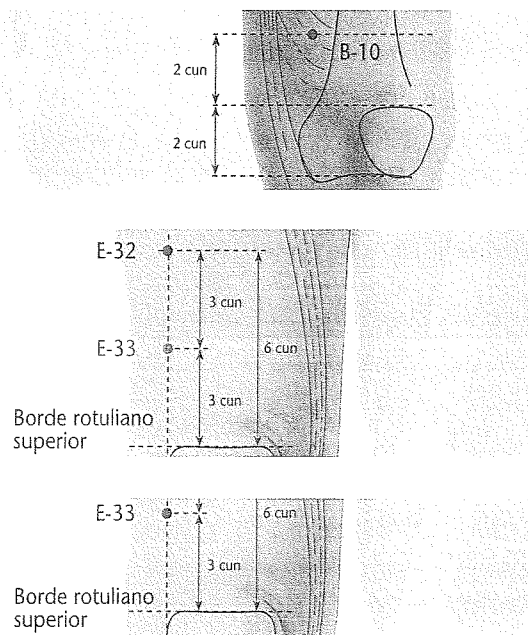 2 cun
B-10
2 cun
E-32
3 cun
E-33
6 cun
3 cun
Borde rotuliano
superior
E-33
6 cun
3 cun
Borde rotuliano
superior